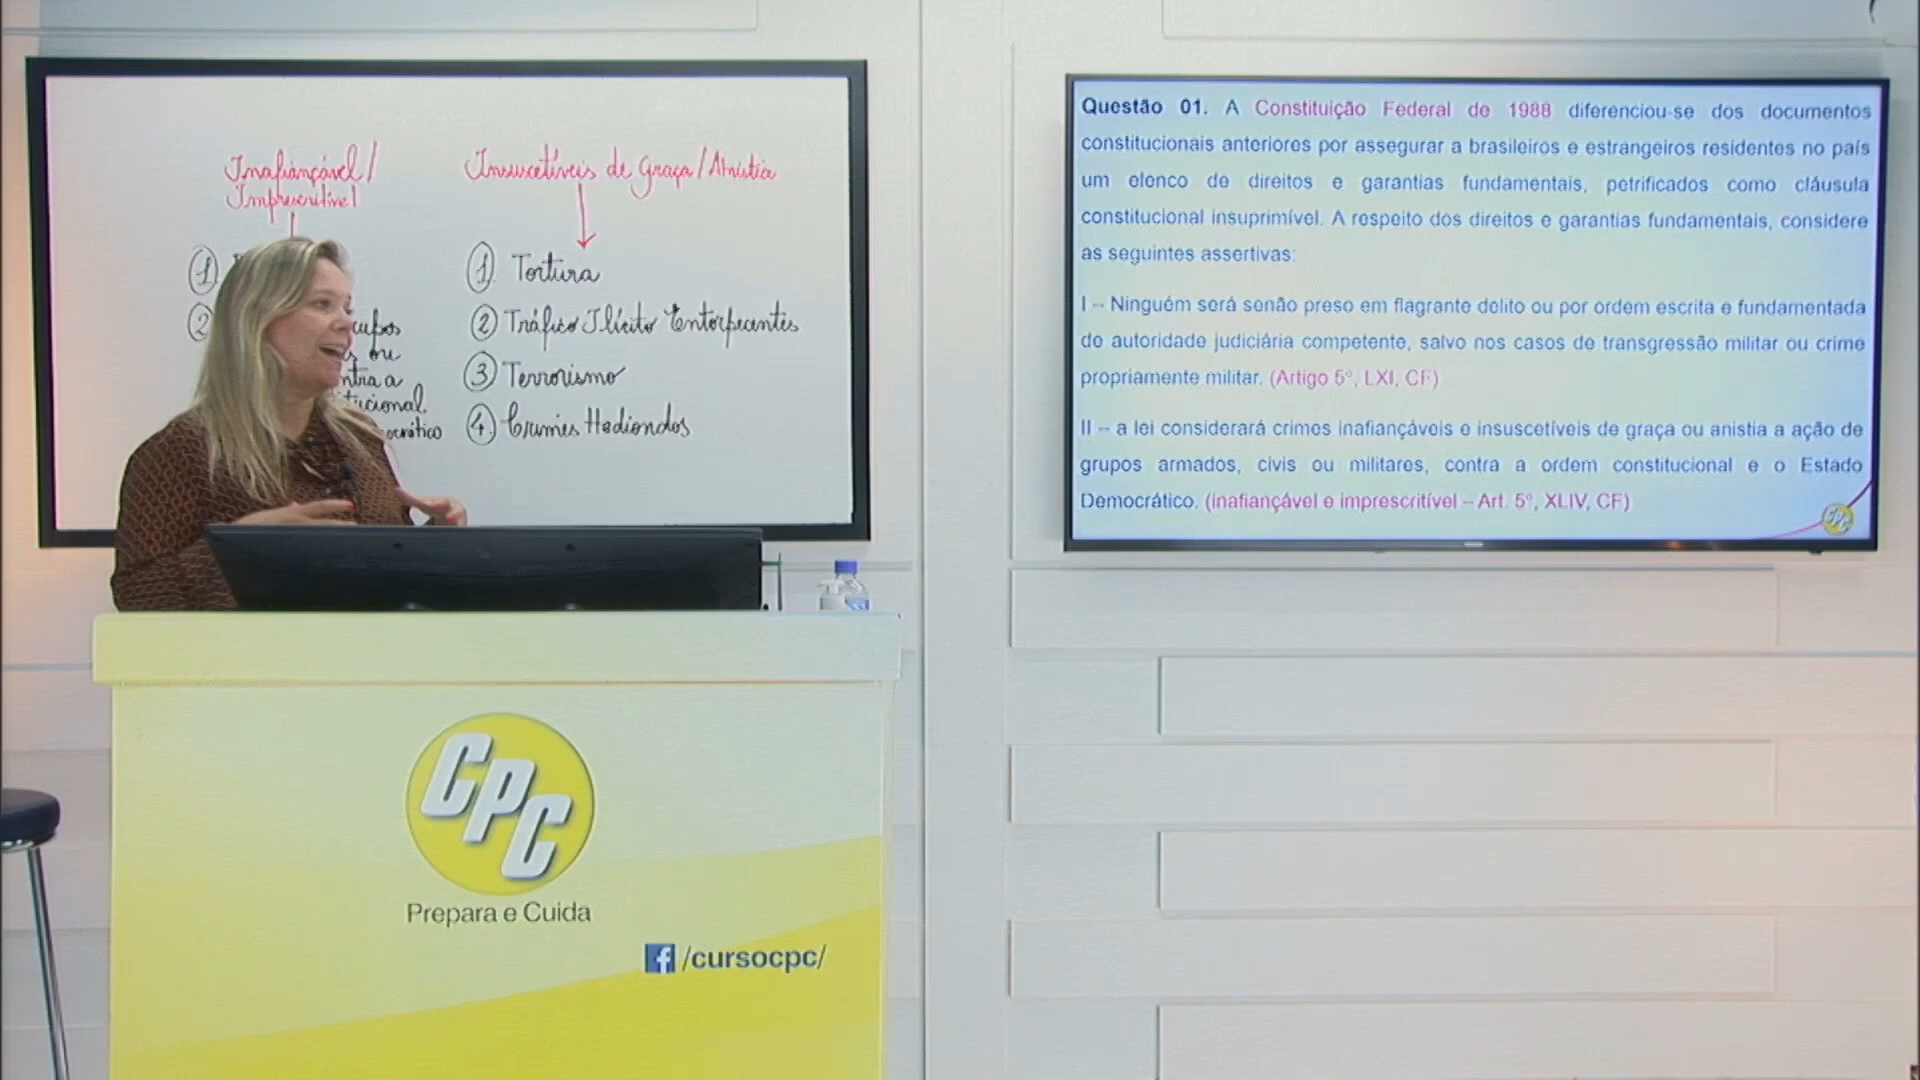 Inafiançável /
Imprescritível
1
2
cupos
ou
ntra a
tucional
ocrático
Insuscetíveis de Graça / Anistia
1 Tortura
2 Tráfico Ilícito Entorpecentes
3 Terrorismo
4 Crimes Hediondos
Questão 01. A Constituição Federal de 1988 diferenciou-se dos documentos
constitucionais anteriores por assegurar a brasileiros e estrangeiros residentes no país
um elenco de direitos e garantias fundamentais, petrificados como cláusula
constitucional insuprimível. A respeito dos direitos e garantias fundamentais, considere
as seguintes assertivas:
I – Ninguém será senão preso em flagrante delito ou por ordem escrita e fundamentada
de autoridade judiciária competente, salvo nos casos de transgressão militar ou crime
propriamente militar. (Artigo 5º, LXI, CF)
II – a lei considerará crimes inafiançáveis e insuscetíveis de graça ou anistia a ação de
grupos armados, civis ou militares, contra a ordem constitucional e o Estado
Democrático. (inafiançável e imprescritível – Art. 5º, XLIV, CF)
CPC
CPC
Prepara e Cuida
f /cursocpc/